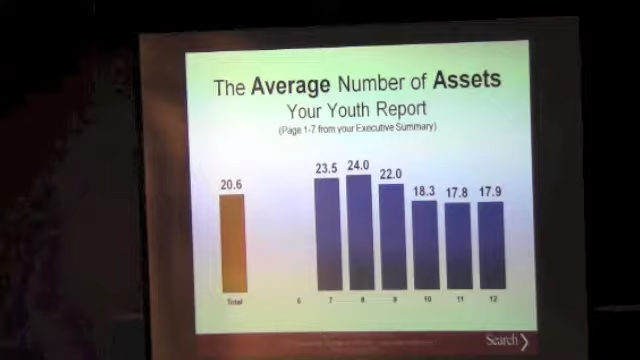 The Average Number of Assets
Your Youth Report
(Page 1-7 from your Executive Summary)
20.6 23.5 24.0 22.0 18.3 17.8 17.9
Total 6 7 8 9 10 11 12
Search